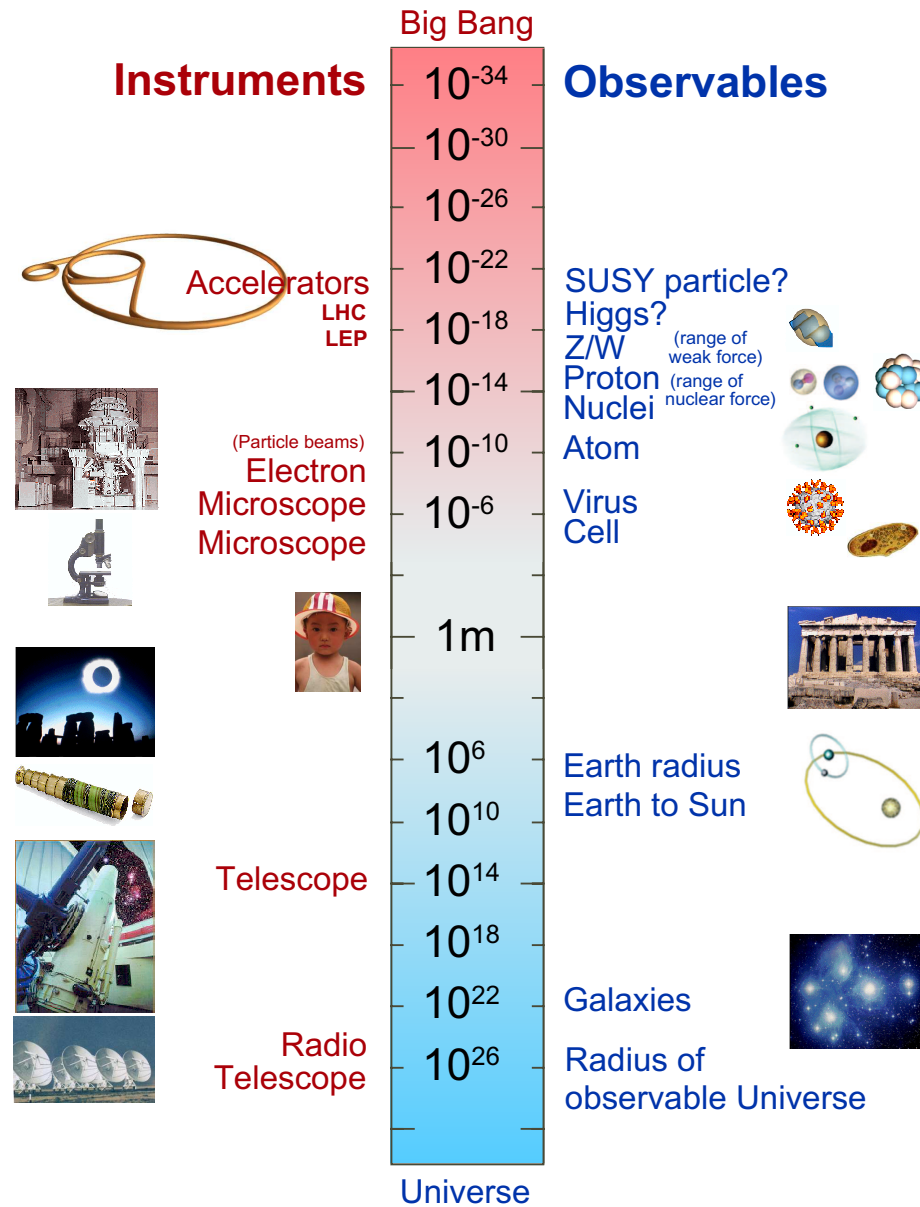 Big Bang
Instruments
Observables
10⁻³⁴
10⁻³⁰
10⁻²⁶
10⁻²²
10⁻¹⁸
10⁻¹⁴
10⁻¹⁰
10⁻⁶
1m
10⁶
10¹⁰
10¹⁴
10¹⁸
10²²
10²⁶
Accelerators
LHC
LEP
(Particle beams)
Electron
Microscope
Microscope
Telescope
Radio
Telescope
SUSY particle?
Higgs?
Z/W (range of
weak force)
Proton (range of
Nuclei nuclear force)
Atom
Virus
Cell
Earth radius
Earth to Sun
Galaxies
Radius of
observable Universe
Universe